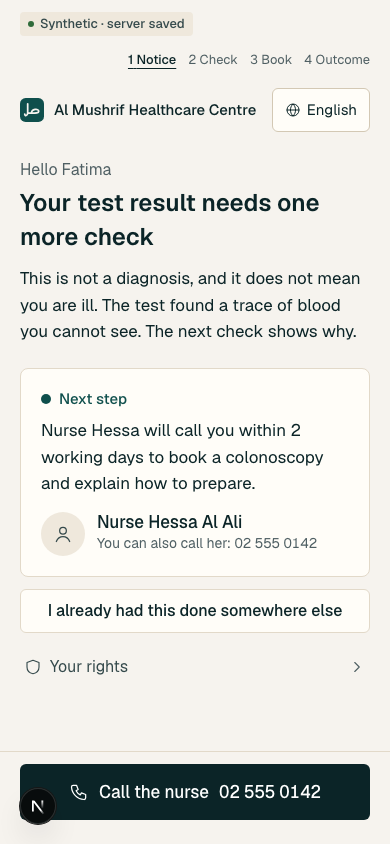 Synthetic · server saved
1 Notice 2 Check 3 Book 4 Outcome
صل Al Mushrif Healthcare Centre English
Hello Fatima
Your test result needs one
more check
This is not a diagnosis, and it does not mean
you are ill. The test found a trace of blood
you cannot see. The next check shows why.
Next step
Nurse Hessa will call you within 2
working days to book a colonoscopy
and explain how to prepare.
Nurse Hessa Al Ali
You can also call her: 02 555 0142
I already had this done somewhere else
Your rights
Call the nurse 02 555 0142
N